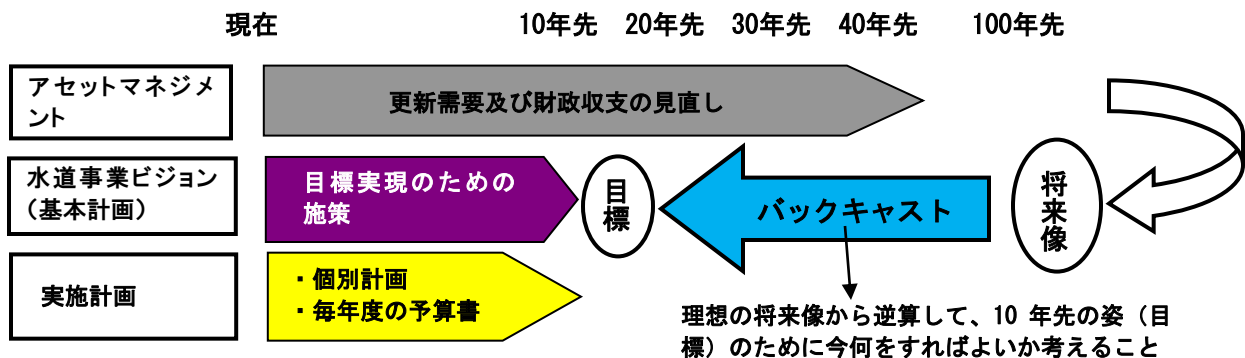 現在 10年先 20年先 30年先 40年先 100年先
アセットマネジメ
ント
更新需要及び財政収支の見直し
水道事業ビジョン
（基本計画）
目標実現のための
施策
目
標
バックキャスト
将
来
像
実施計画
・個別計画
・毎年度の予算書
理想の将来像から逆算して、10 年先の姿（目
標）のために今何をすればよいか考えること